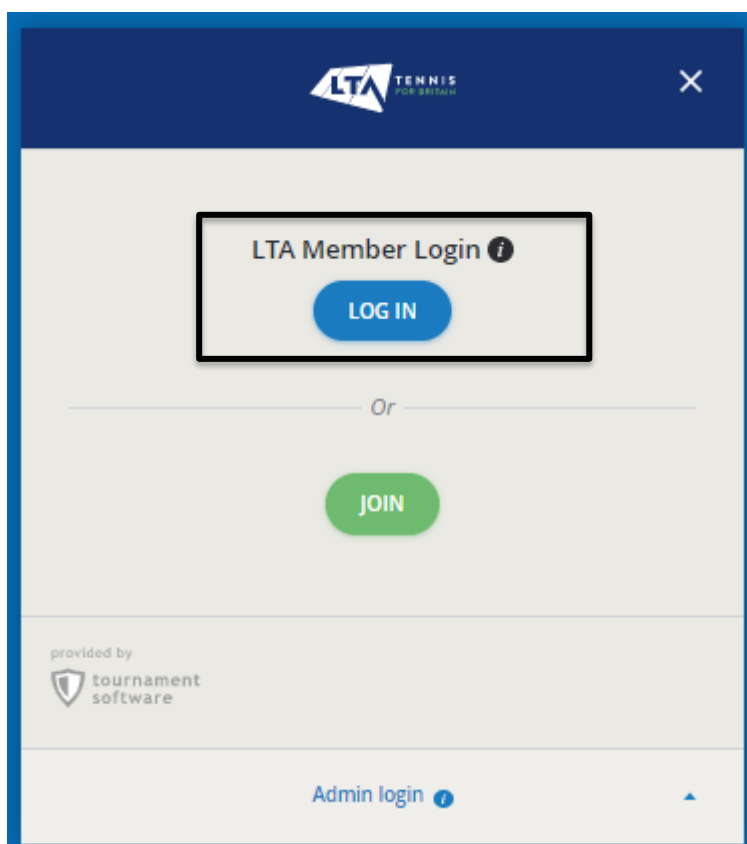 LTA TENNIS
FOR BRITAIN
LTA Member Login i
LOG IN
Or
JOIN
provided by
tournament
software
Admin login i